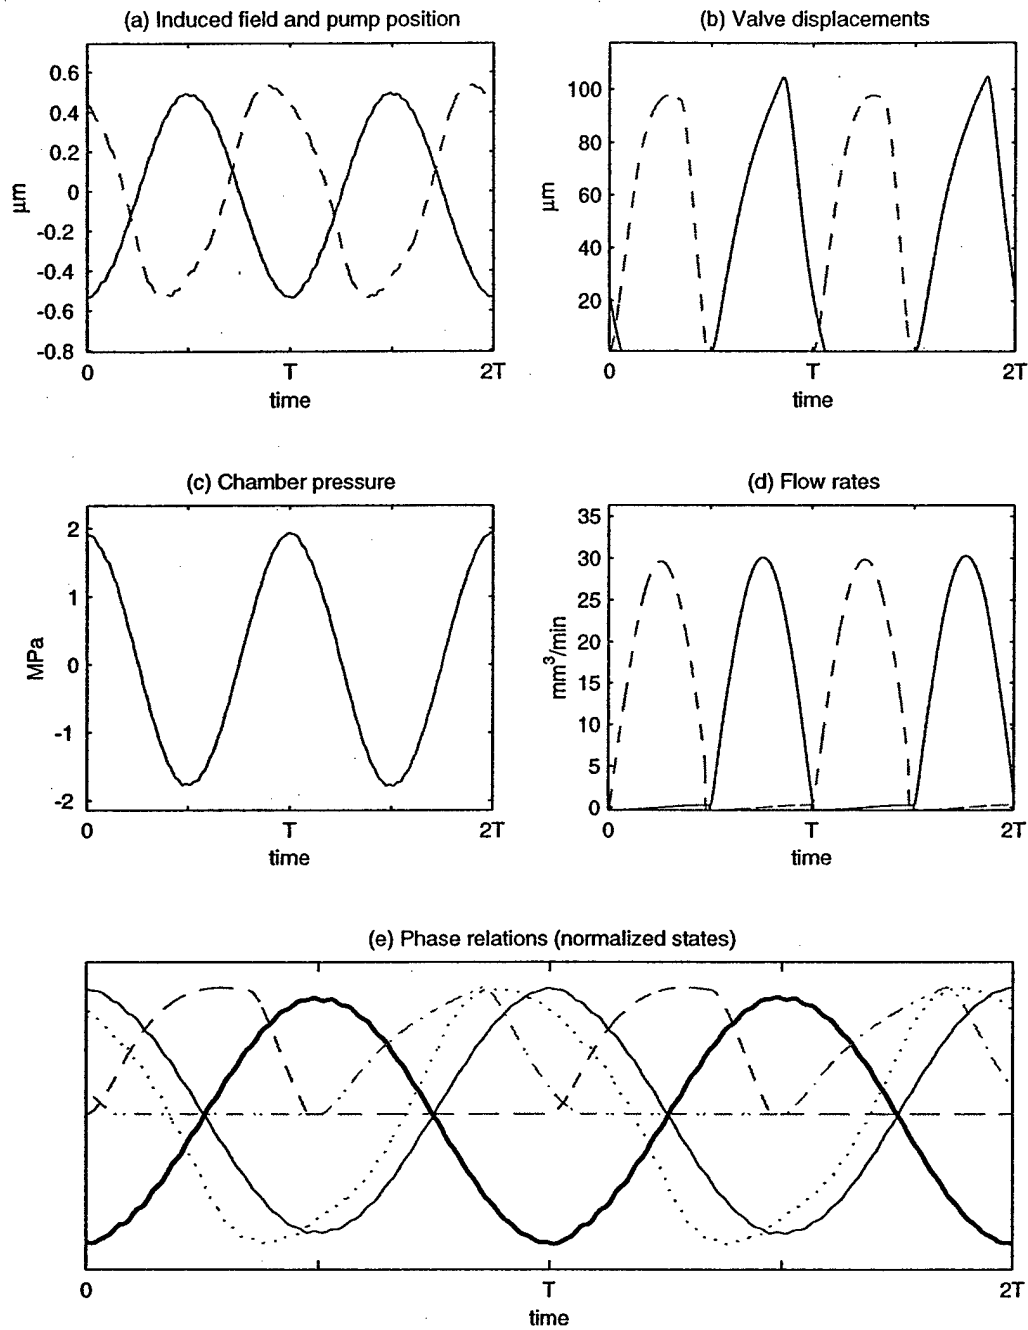 (a) Induced field and pump position
0.6
0.4
0.2
0
-0.2
-0.4
-0.6
-0.8
µm
0
T
2T
time
(b) Valve displacements
100
80
60
40
20
µm
0
T
2T
time
(c) Chamber pressure
2
1
0
-1
-2
MPa
0
T
2T
time
(d) Flow rates
35
30
25
20
15
10
5
0
mm³/min
0
T
2T
time
(e) Phase relations (normalized states)
0
T
2T
time